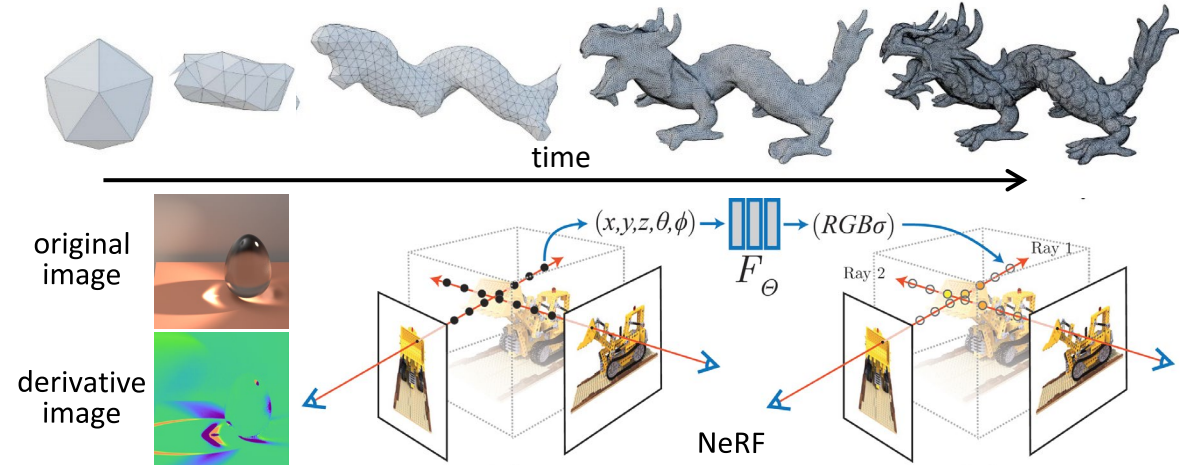 time
original
image
derivative
image
(x,y,z,θ,ϕ)
(RGBσ)
F_Θ
Ray 1
Ray 2
NeRF